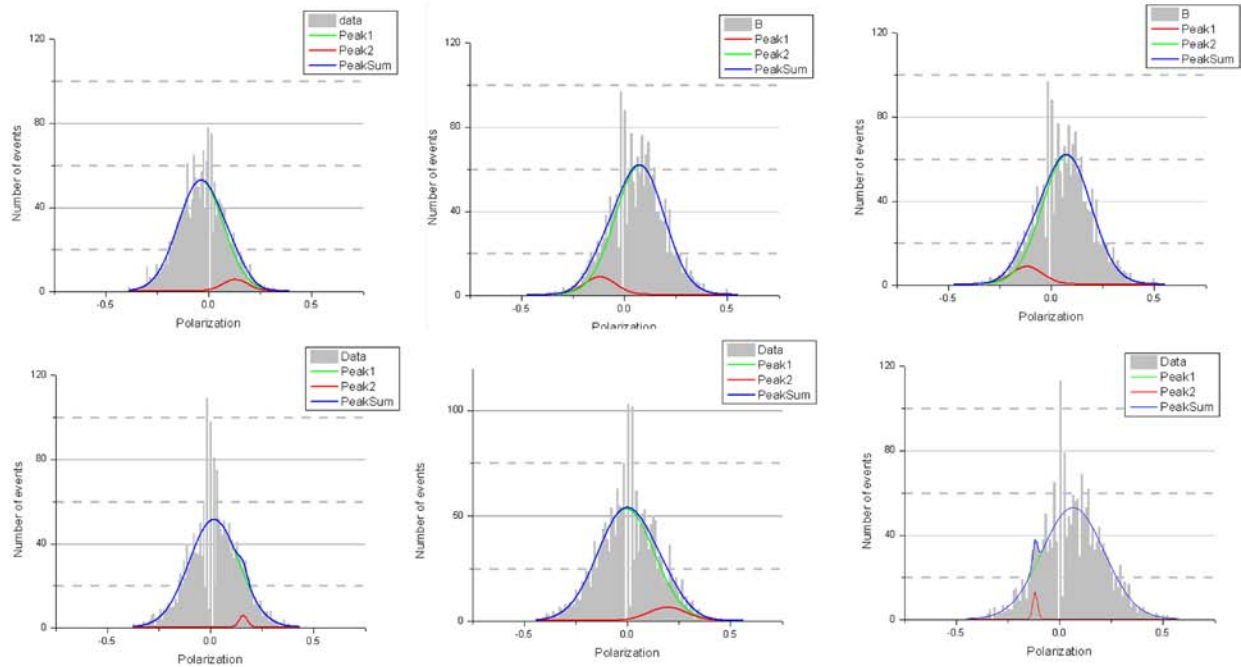 data
Peak1
Peak2
PeakSum
120
80
40
0
-0.5
0.0
0.5
Number of events
Polarization
B
Peak1
Peak2
PeakSum
120
80
40
0
-0.5
0.0
0.5
Number of events
Polarization
B
Peak1
Peak2
PeakSum
120
80
40
0
-0.5
0.0
0.5
Number of events
Polarization
Data
Peak1
Peak2
PeakSum
120
80
40
0
-0.5
0.0
0.5
Number of events
Polarization
Data
Peak1
Peak2
PeakSum
100
50
0
-0.5
0.0
0.5
Number of events
Polarization
Data
Peak1
Peak2
PeakSum
120
80
40
0
-0.5
0.0
0.5
Number of events
Polarization